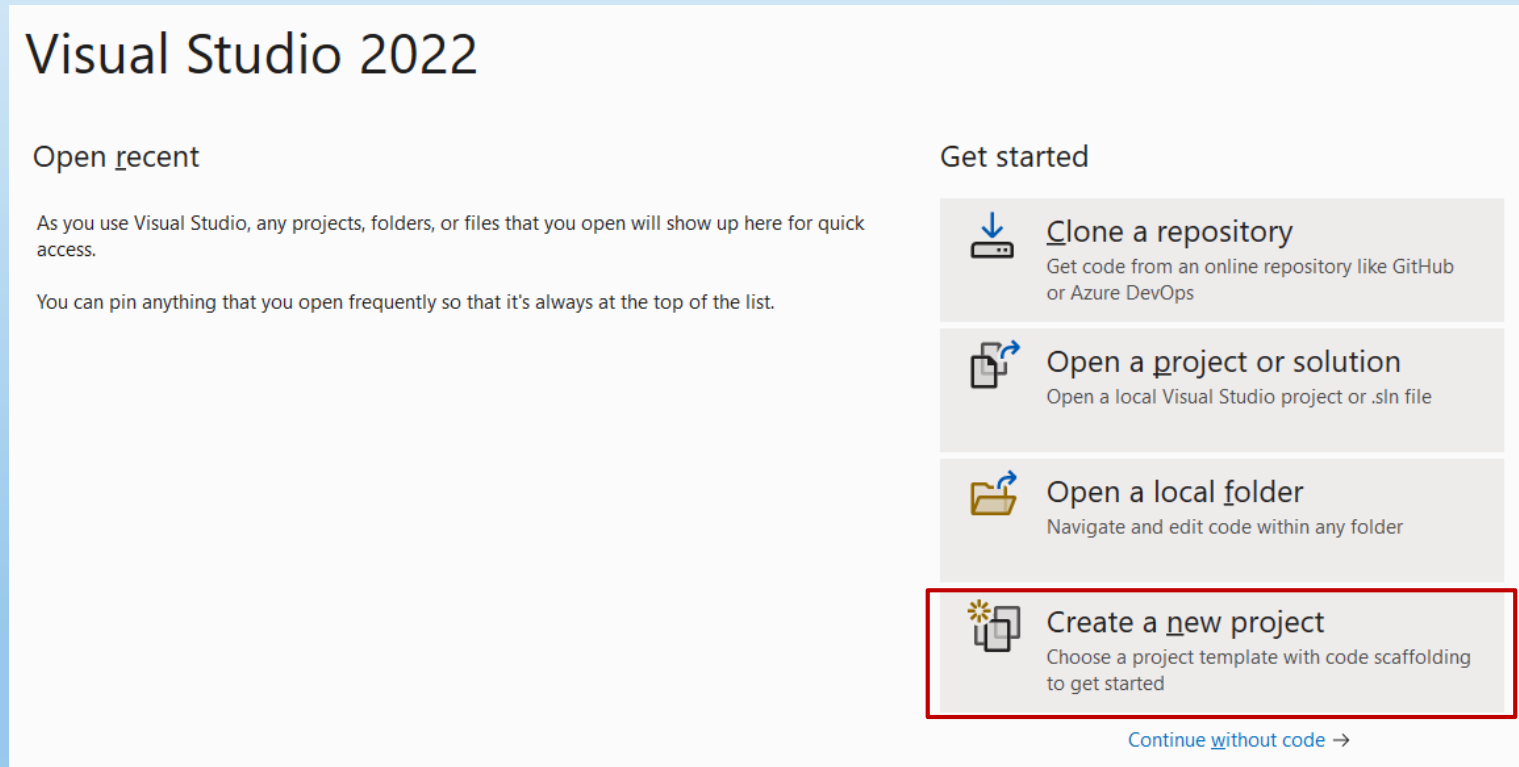 Visual Studio 2022
Open recent
As you use Visual Studio, any projects, folders, or files that you open will show up here for quick
access.
You can pin anything that you open frequently so that it's always at the top of the list.
Get started
Clone a repository
Get code from an online repository like GitHub
or Azure DevOps
Open a project or solution
Open a local Visual Studio project or .sln file
Open a local folder
Navigate and edit code within any folder
Create a new project
Choose a project template with code scaffolding
to get started
Continue without code →